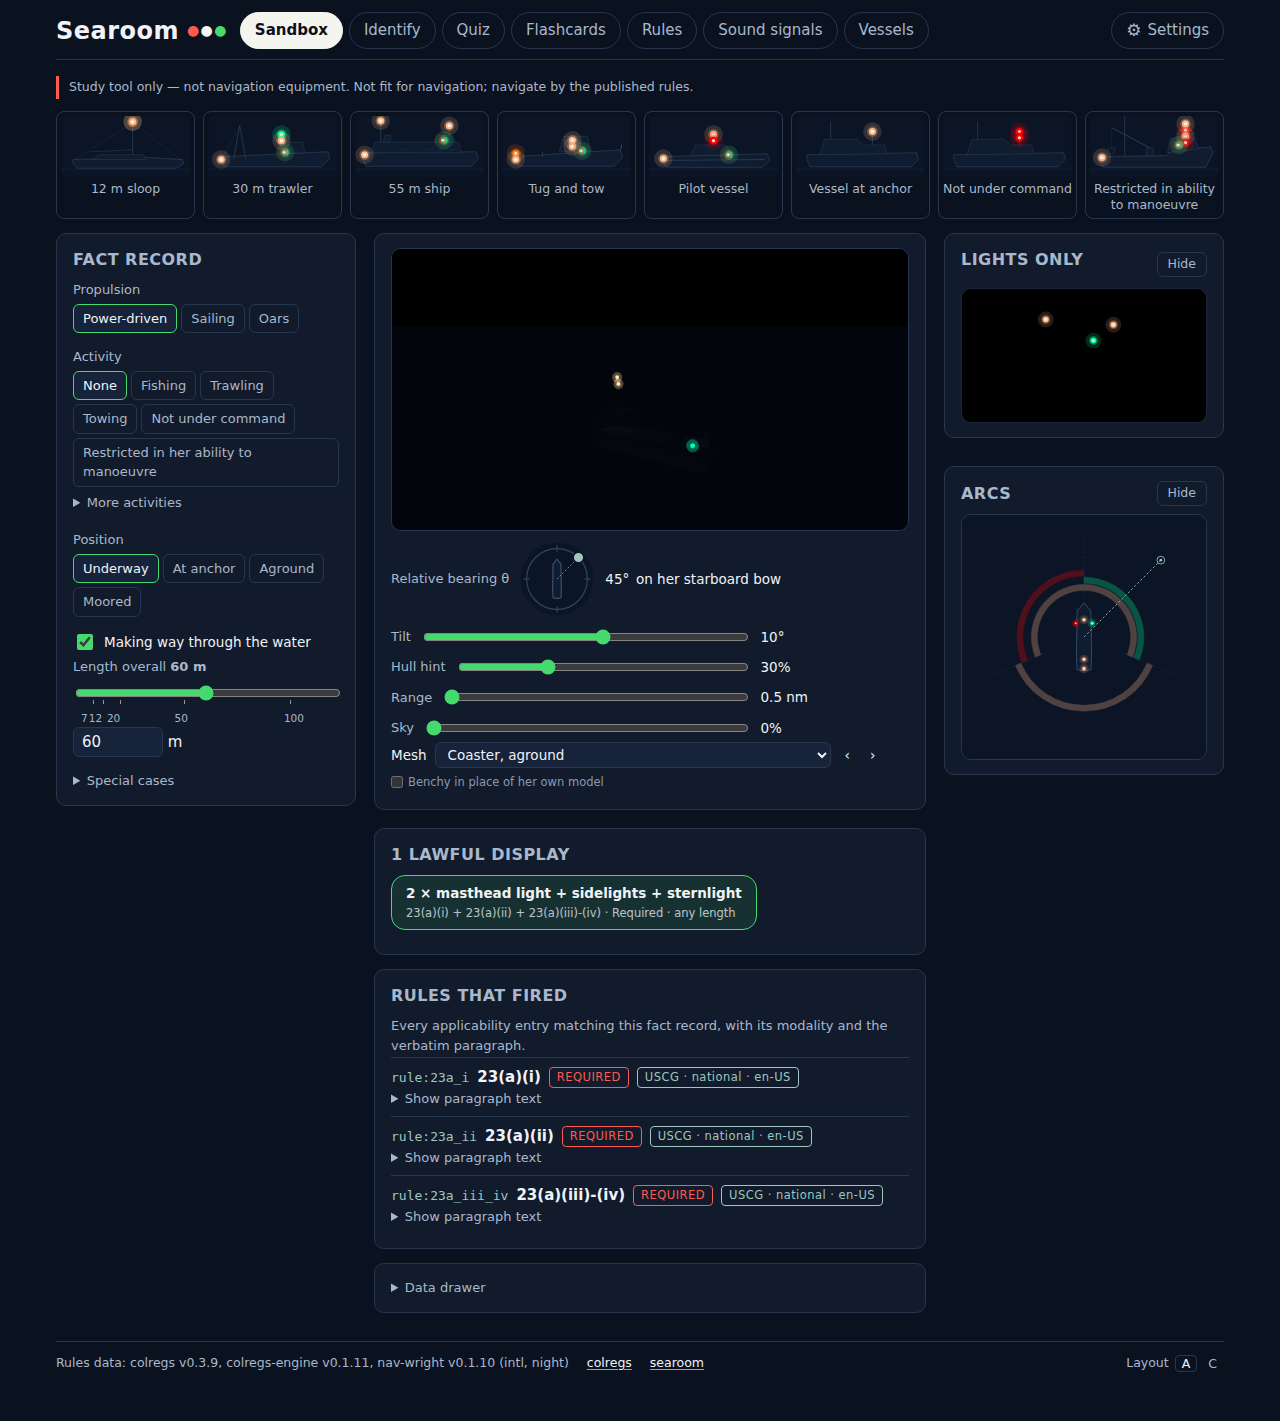 Searoom
Sandbox
Identify
Quiz
Flashcards
Rules
Sound signals
Vessels
⚙ Settings
Study tool only — not navigation equipment. Not fit for navigation; navigate by the published rules.
12 m sloop
30 m trawler
55 m ship
Tug and tow
Pilot vessel
Vessel at anchor
Not under command
Restricted in ability
to manoeuvre
FACT RECORD
Propulsion
Power-driven
Sailing
Oars
Activity
None
Fishing
Trawling
Towing
Not under command
Restricted in her ability to
manoeuvre
▶ More activities
Position
Underway
At anchor
Aground
Moored
Making way through the water
Length overall 60 m
7 12 20 50 100
60 m
▶ Special cases
Relative bearing θ
45° on her starboard bow
Tilt 10°
Hull hint 30%
Range 0.5 nm
Sky 0%
Mesh Coaster, aground ‹ ›
Benchy in place of her own model
1 LAWFUL DISPLAY
2 × masthead light + sidelights + sternlight
23(a)(i) + 23(a)(ii) + 23(a)(iii)-(iv) · Required · any length
RULES THAT FIRED
Every applicability entry matching this fact record, with its modality and the
verbatim paragraph.
rule:23a_i 23(a)(i) REQUIRED USCG · national · en-US
▶ Show paragraph text
rule:23a_ii 23(a)(ii) REQUIRED USCG · national · en-US
▶ Show paragraph text
rule:23a_iii_iv 23(a)(iii)-(iv) REQUIRED USCG · national · en-US
▶ Show paragraph text
▶ Data drawer
LIGHTS ONLY
Hide
ARCS
Hide
Rules data: colregs v0.3.9, colregs-engine v0.1.11, nav-wright v0.1.10 (intl, night) colregs searoom
Layout A C